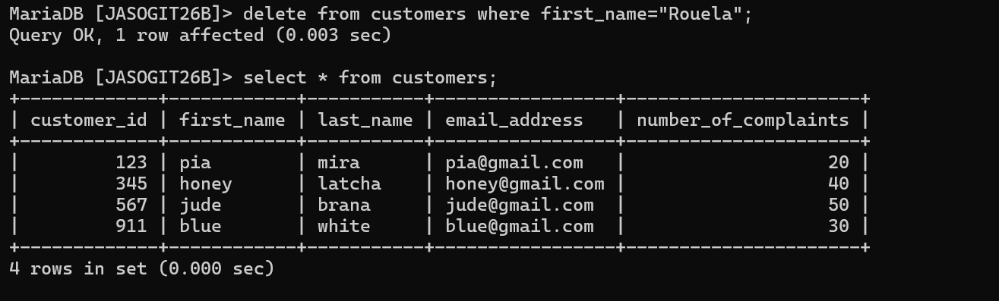 MariaDB [JASOGIT26B]> delete from customers where first_name="Rouela";
Query OK, 1 row affected (0.003 sec)
MariaDB [JASOGIT26B]> select * from customers;
+-------------+------------+-----------+-----------------+----------------------+
| customer_id | first_name | last_name | email_address   | number_of_complaints |
+-------------+------------+-----------+-----------------+----------------------+
|         123 | pia        | mira      | pia@gmail.com   |                   20 |
|         345 | honey      | latcha    | honey@gmail.com |                   40 |
|         567 | jude       | brana     | jude@gmail.com  |                   50 |
|         911 | blue       | white     | blue@gmail.com  |                   30 |
+-------------+------------+-----------+-----------------+----------------------+
4 rows in set (0.000 sec)